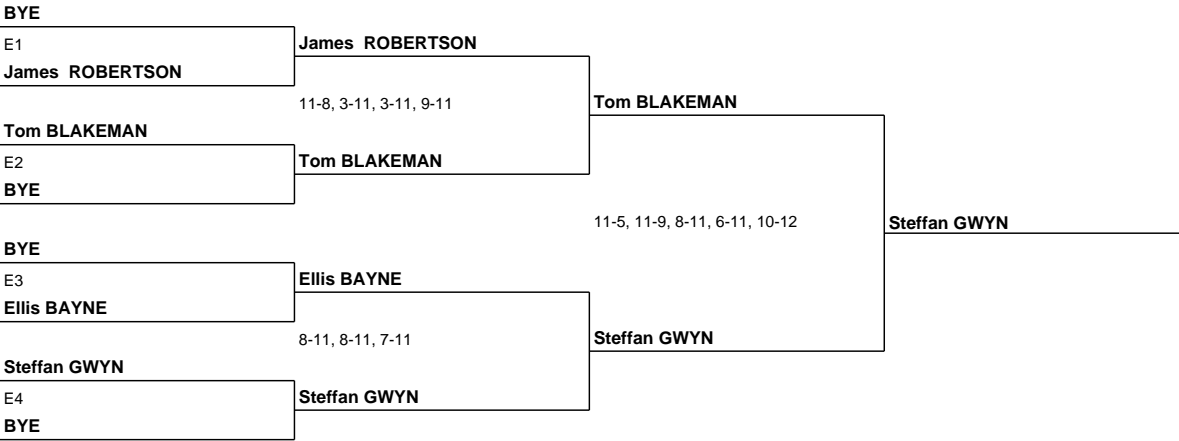 BYE
E1
James  ROBERTSON
James  ROBERTSON
11-8, 3-11, 3-11, 9-11
Tom BLAKEMAN
Tom BLAKEMAN
E2
Tom BLAKEMAN
BYE
11-5, 11-9, 8-11, 6-11, 10-12
Steffan GWYN
BYE
E3
Ellis BAYNE
Ellis BAYNE
8-11, 8-11, 7-11
Steffan GWYN
Steffan GWYN
E4
Steffan GWYN
BYE